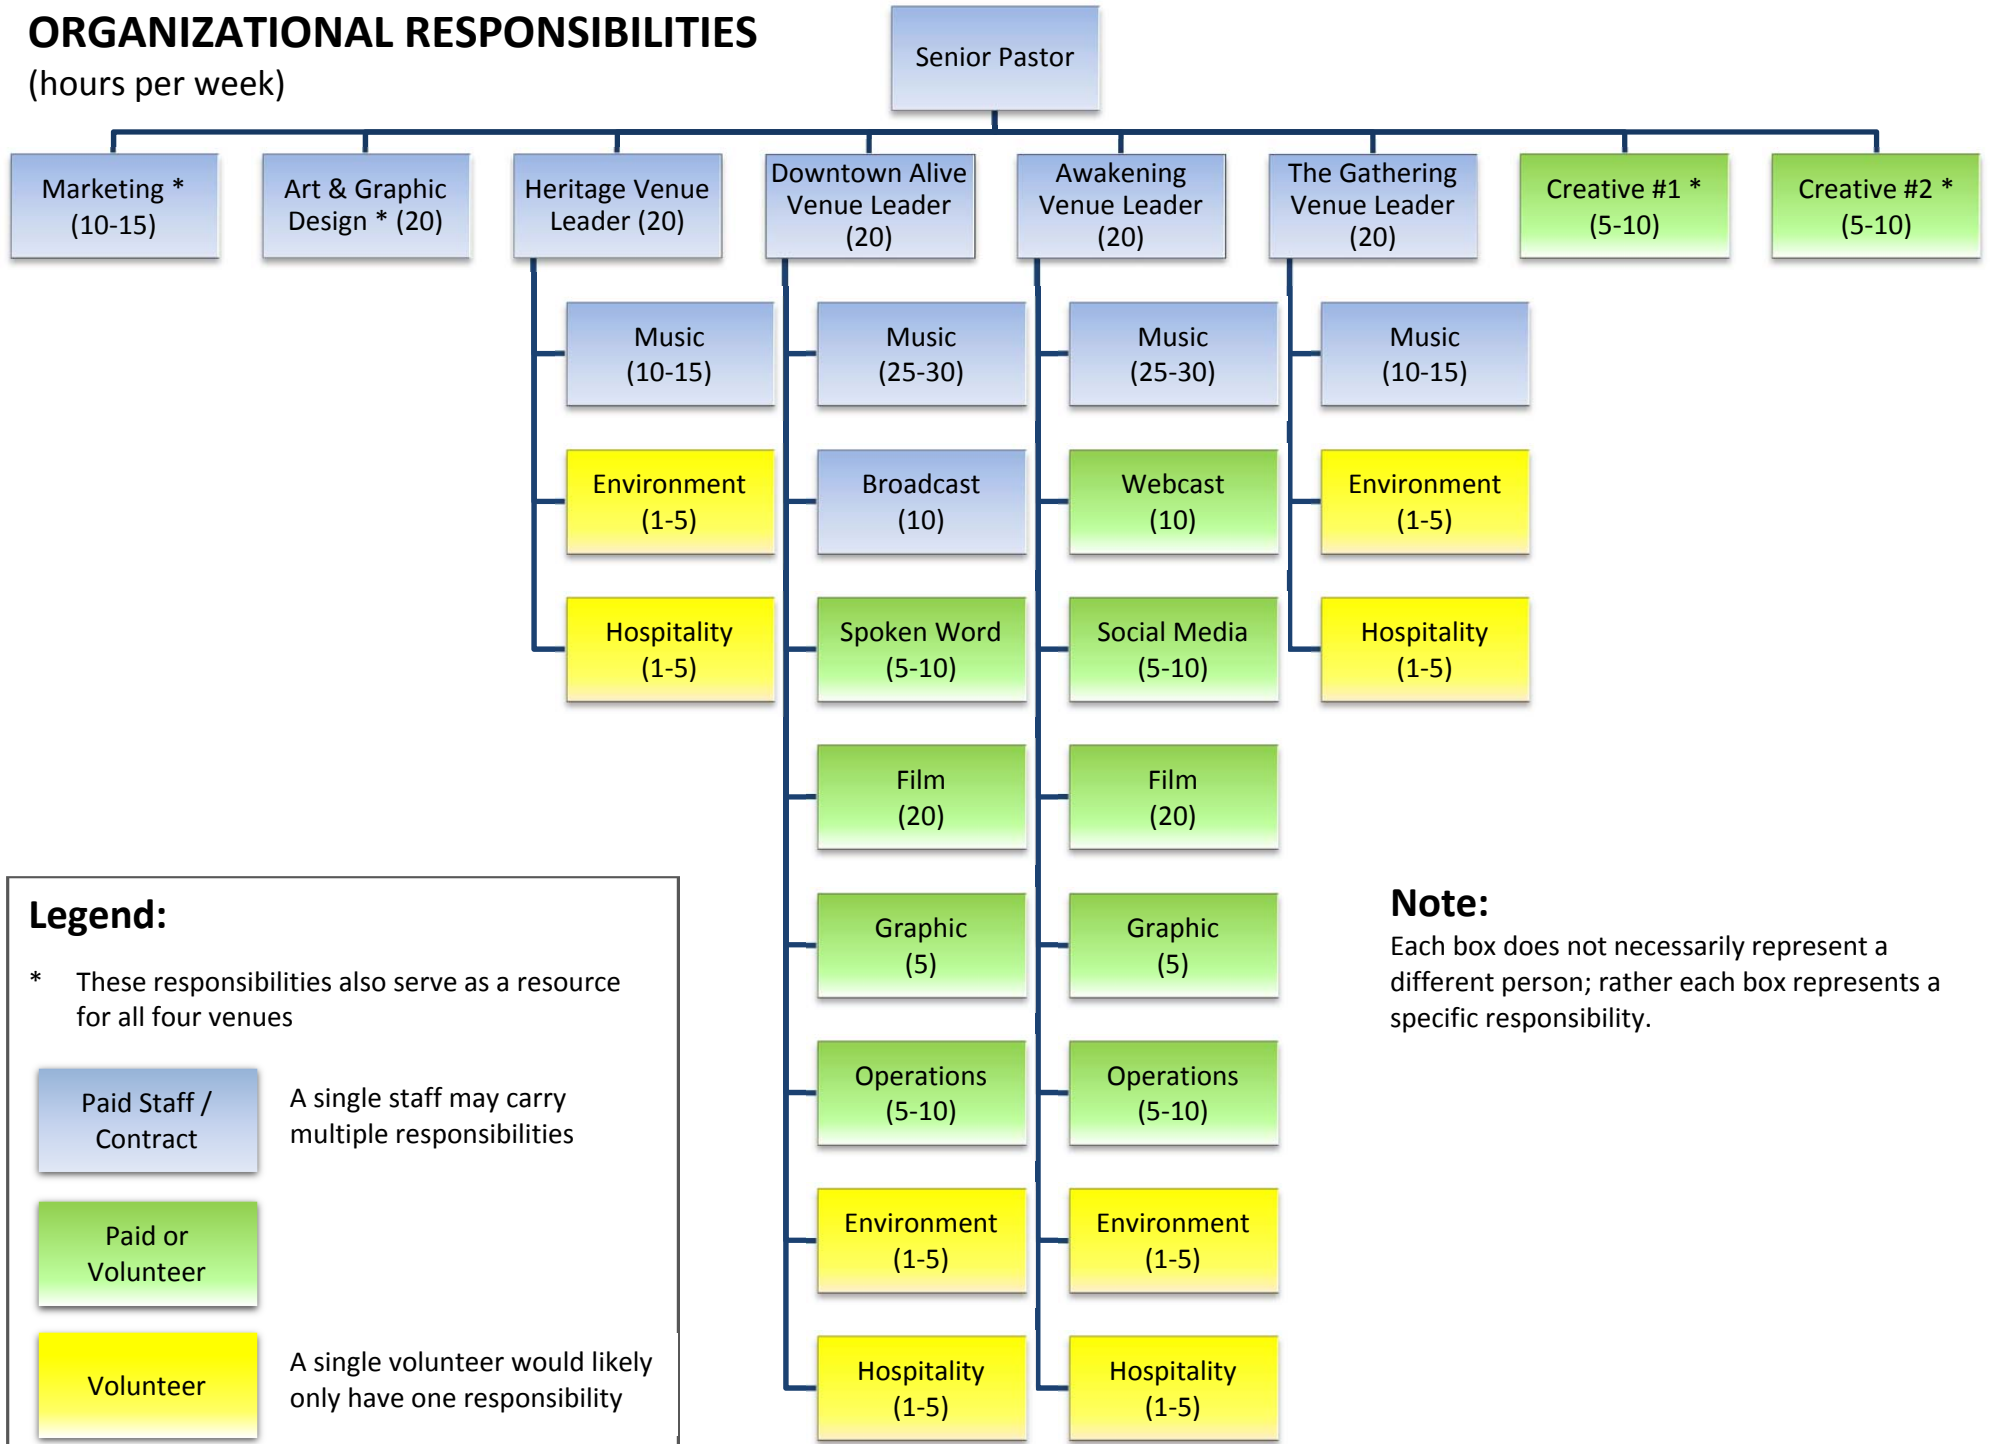 ORGANIZATIONAL RESPONSIBILITIES
(hours per week)
Senior Pastor
Marketing *
(10-15)
Art & Graphic
Design * (20)
Heritage Venue
Leader (20)
Downtown Alive
Venue Leader
(20)
Awakening
Venue Leader
(20)
The Gathering
Venue Leader
(20)
Creative #1 *
(5-10)
Creative #2 *
(5-10)
Music
(10-15)
Environment
(1-5)
Hospitality
(1-5)
Music
(25-30)
Broadcast
(10)
Spoken Word
(5-10)
Film
(20)
Graphic
(5)
Operations
(5-10)
Environment
(1-5)
Hospitality
(1-5)
Music
(25-30)
Webcast
(10)
Social Media
(5-10)
Film
(20)
Graphic
(5)
Operations
(5-10)
Environment
(1-5)
Hospitality
(1-5)
Music
(10-15)
Environment
(1-5)
Hospitality
(1-5)
Legend:
* These responsibilities also serve as a resource
for all four venues
Paid Staff /
Contract
A single staff may carry
multiple responsibilities
Paid or
Volunteer
Volunteer
A single volunteer would likely
only have one responsibility
Note:
Each box does not necessarily represent a
different person; rather each box represents a
specific responsibility.